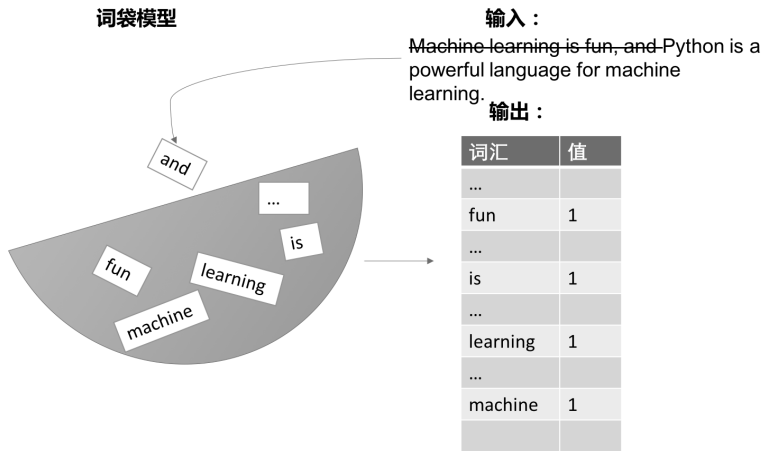 词袋模型
输入：
Machine learning is fun, and Python is a
powerful language for machine
learning.
输出：
and
...
is
fun
learning
machine
词汇 值
...
fun 1
...
is 1
...
learning 1
...
machine 1